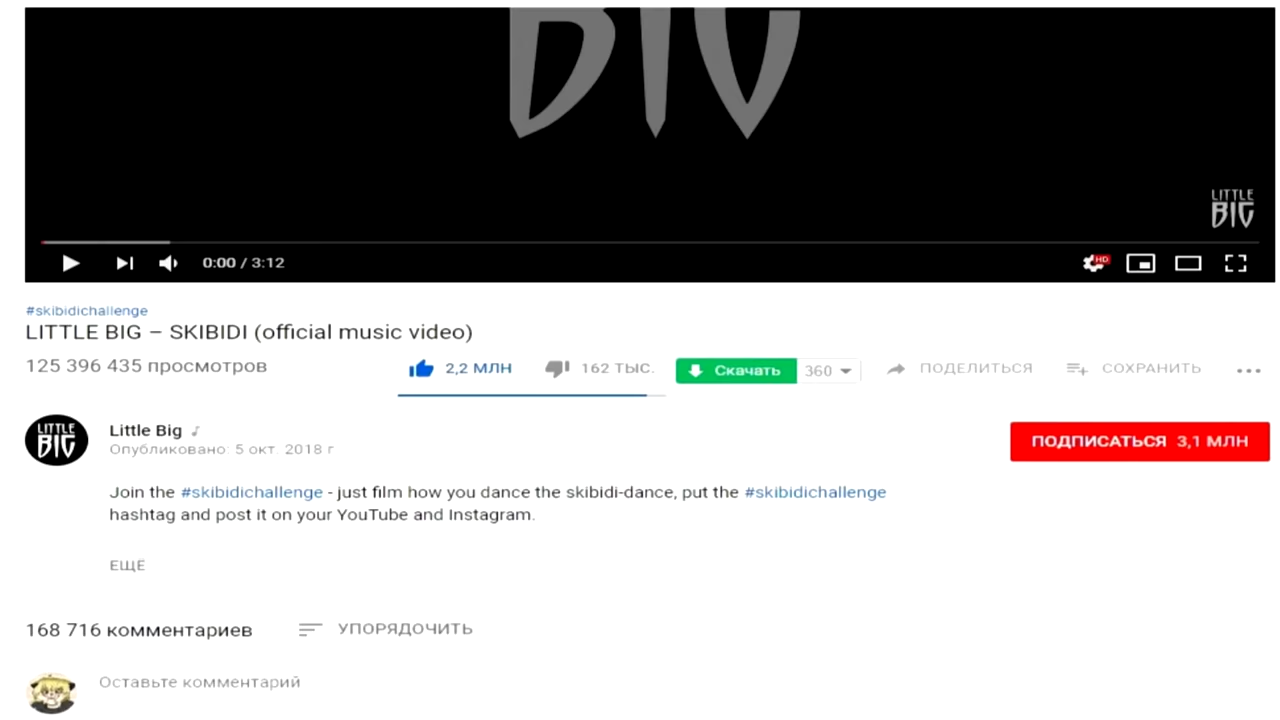 BIG
LITTLE
BIG
0:00 / 3:12
HD
#skibidichallenge
LITTLE BIG – SKIBIDI (official music video)
125 396 435 просмотров
2,2 МЛН
162 ТЫС.
Скачать
360
ПОДЕЛИТЬСЯ
СОХРАНИТЬ
LITTLE
BIG
Little Big
Опубликовано: 5 окт. 2018 г
ПОДПИСАТЬСЯ 3,1 МЛН
Join the #skibidichallenge - just film how you dance the skibidi-dance, put the #skibidichallenge
hashtag and post it on your YouTube and Instagram.
ЕЩЁ
168 716 комментариев
УПОРЯДОЧИТЬ
Оставьте комментарий